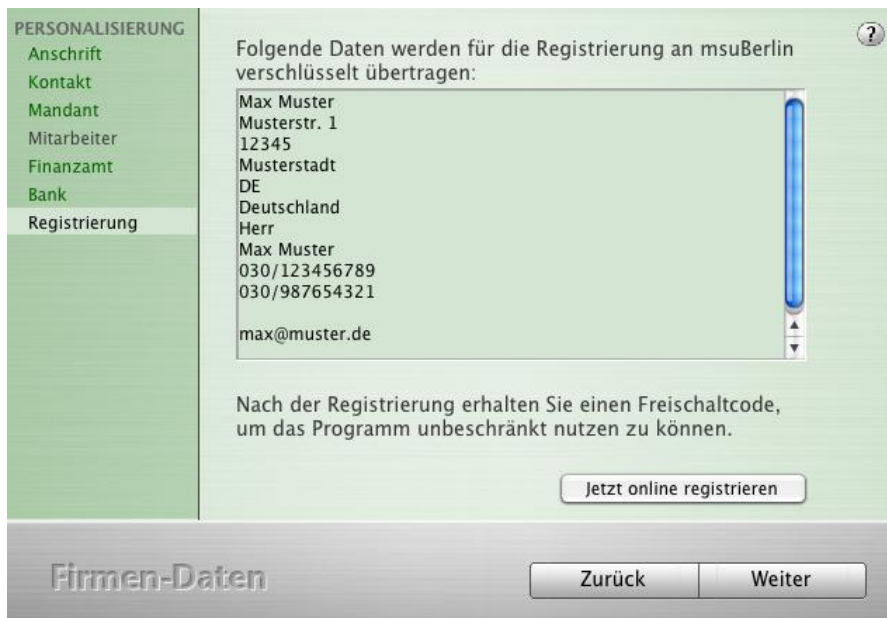 PERSONALISIERUNG
Anschrift
Kontakt
Mandant
Mitarbeiter
Finanzamt
Bank
Registrierung
?
Folgende Daten werden für die Registrierung an msuBerlin
verschlüsselt übertragen:
Max Muster
Musterstr. 1
12345
Musterstadt
DE
Deutschland
Herr
Max Muster
030/123456789
030/987654321
max@muster.de
Nach der Registrierung erhalten Sie einen Freischaltcode,
um das Programm unbeschränkt nutzen zu können.
Jetzt online registrieren
Firmen-Daten
Zurück
Weiter